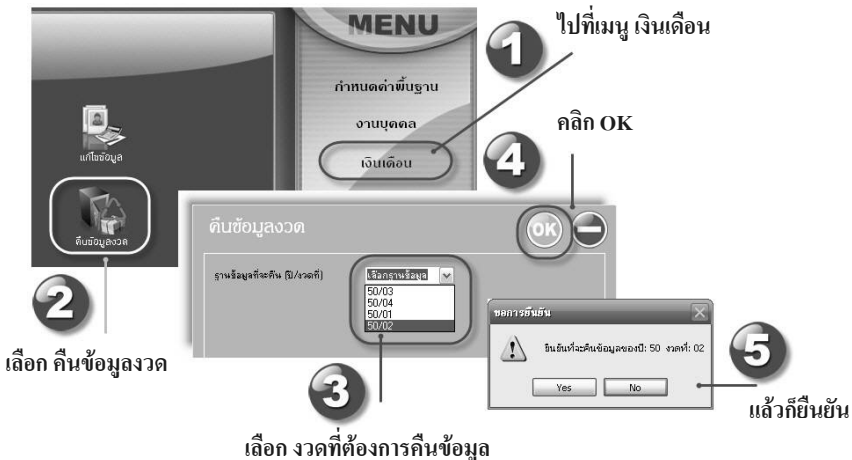 MENU
1
ไปที่เมนู เงินเดือน
กำหนดค่าพื้นฐาน
งานบุคคล
เงินเดือน
แก้ไขข้อมูล
คืนข้อมูลงวด
4
คลิก OK
2
เลือก คืนข้อมูลงวด
คืนข้อมูลงวด
OK
ฐานข้อมูลที่จะคืน (ปี/งวดที่)
เลือกฐานข้อมูล
50/03
50/04
50/01
50/02
3
เลือก งวดที่ต้องการคืนข้อมูล
ขอการยืนยัน
ยืนยันที่จะคืนข้อมูลของปี: 50 งวดที่: 02
Yes No
5
แล้วก็ยืนยัน